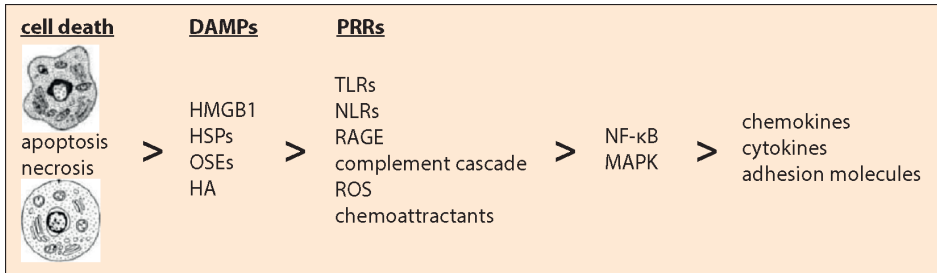 cell death
apoptosis
necrosis
>
DAMPs
HMGB1
HSPs
OSEs
HA
>
PRRs
TLRs
NLRs
RAGE
complement cascade
ROS
chemoattractants
>
NF-κB
MAPK
>
chemokines
cytokines
adhesion molecules